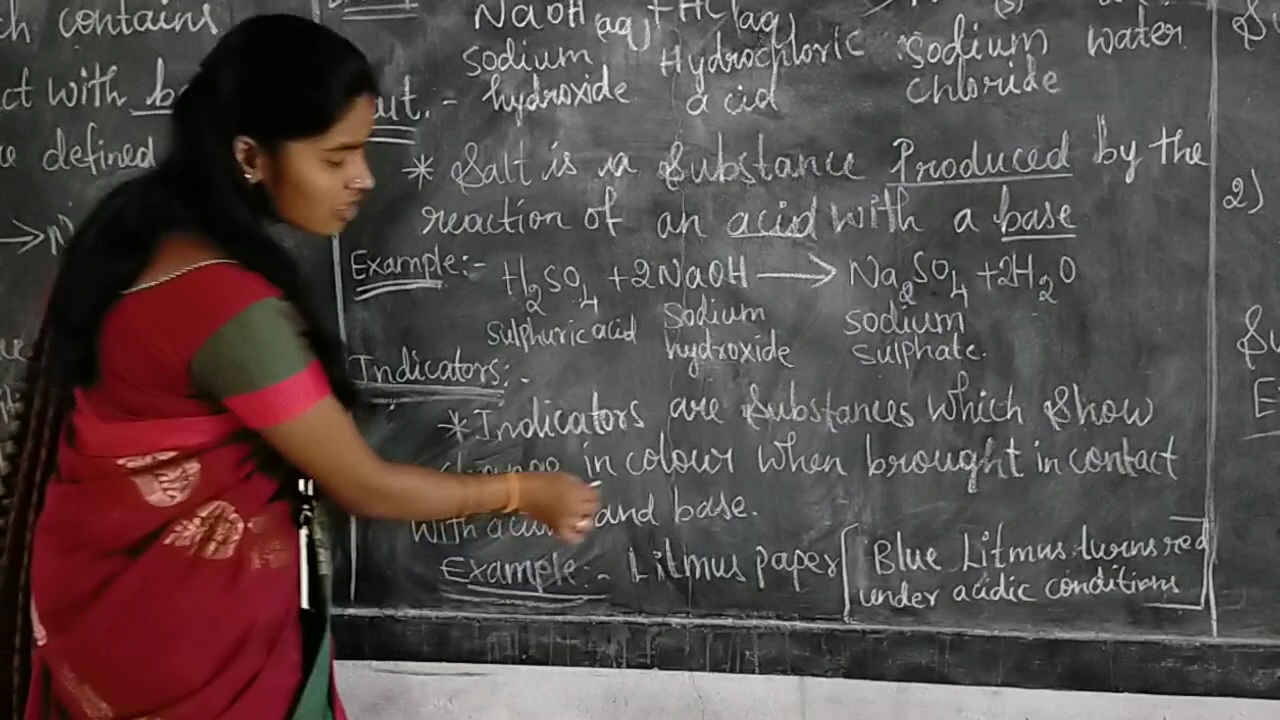 ch contains
ct with
e defined
NaOH (aq) + HCl (aq)
sodium Hydrochloric sodium water
hydroxide acid chloride
* Salt is a substance Produced by the
reaction of an acid with a base
Example:- H2SO4 + 2NaOH → Na2SO4 + 2H2O
sulphuric acid sodium sodium
hydroxide sulphate.
Indicators:-
* Indicators are substances which show
change in colour when brought in contact
with acid and base.
Example:- Litmus paper [Blue Litmus turns red
under acidic conditions]
2)